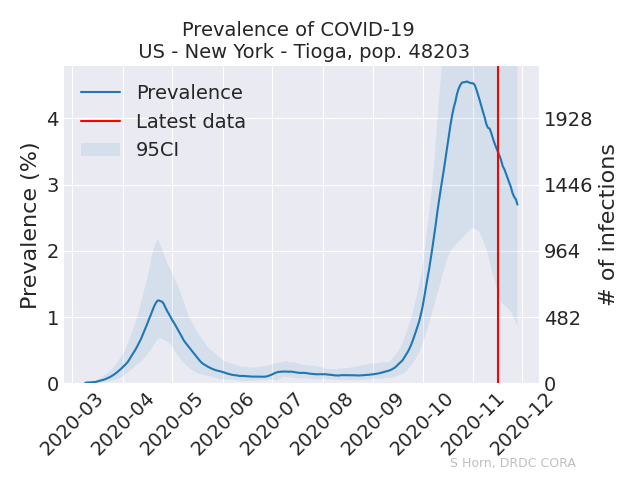 Prevalence of COVID-19
US - New York - Tioga, pop. 48203
Prevalence
Latest data
95CI
Prevalence (%)
4
3
2
1
0
1928
1446
964
482
0
# of infections
2020-03
2020-04
2020-05
2020-06
2020-07
2020-08
2020-09
2020-10
2020-11
2020-12
S Horn, DRDC CORA